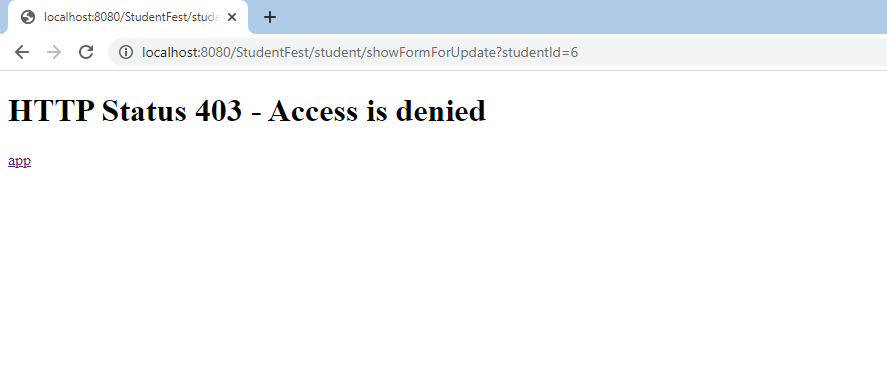 localhost:8080/StudentFest/stude
localhost:8080/StudentFest/student/showFormForUpdate?studentId=6
HTTP Status 403 - Access is denied
app